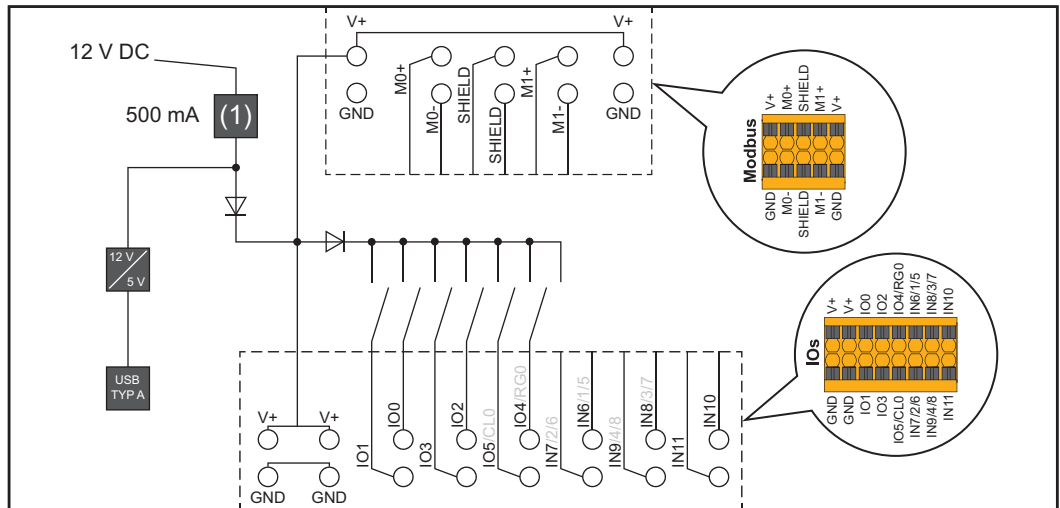 12 V DC
500 mA
(1)
12 V
5 V
USB
TYP A
V+
V+
M0+
SHIELD
M1+
GND
M0-
SHIELD
M1-
GND
V+
M0+
SHIELD
M1+
V+
Modbus
GND
M0-
SHIELD
M1-
GND
V+
V+
IO0
IO2
IO4/RG0
IN6/1/5
IN8/3/7
IN10
IOs
GND
GND
IO1
IO3
IO5/CL0
IN7/2/6
IN9/4/8
IN11
V+
V+
IO0
IO2
IO4/RG0
IN6/1/5
IN8/3/7
IN10
IO1
IO3
IO5/CL0
IN7/2/6
IN9/4/8
IN11
GND
GND